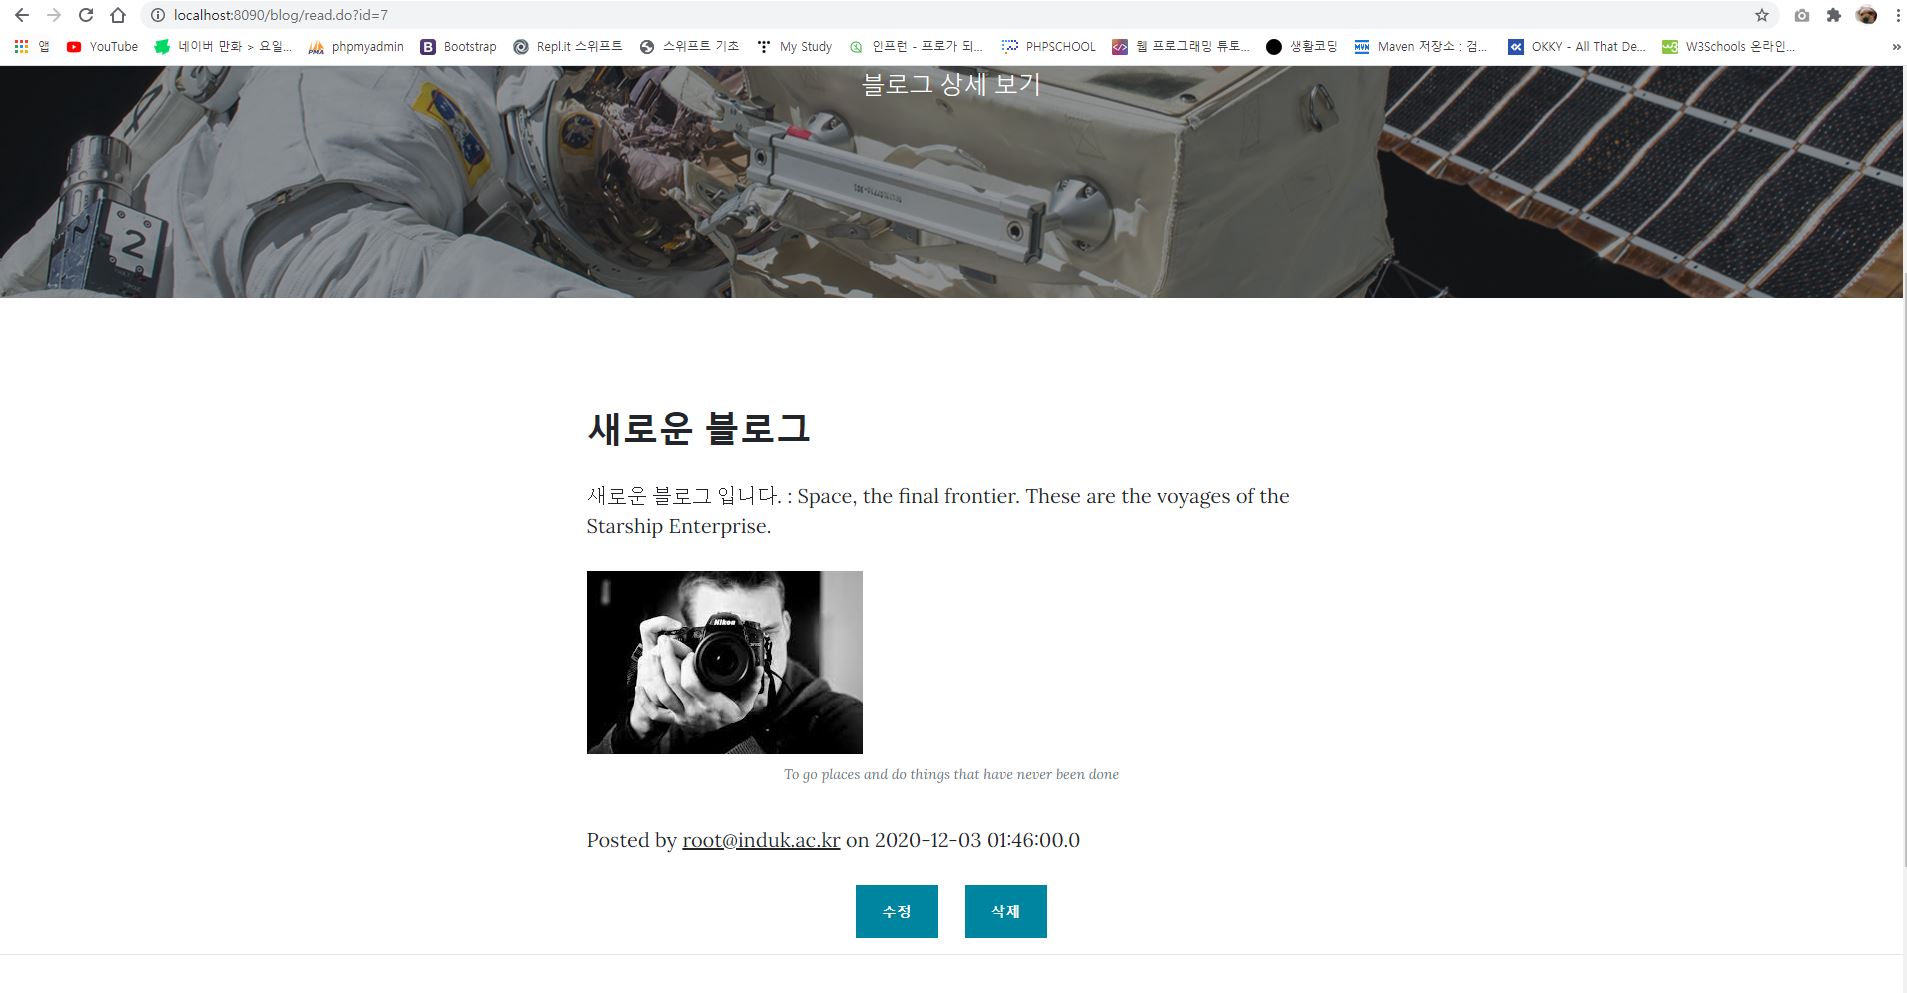 localhost:8090/blog/read.do?id=7
앱
YouTube
네이버 만화 > 요일...
phpmyadmin
Bootstrap
Repl.it 스위프트
스위프트 기초
My Study
인프런 - 프로가 되...
PHPSCHOOL
웹 프로그래밍 튜토...
생활코딩
Maven 저장소 : 검...
OKKY - All That De...
W3Schools 온라인...
»
블로그 상세 보기
2
새로운 블로그
새로운 블로그 입니다. : Space, the final frontier. These are the voyages of the
Starship Enterprise.
Nikon
To go places and do things that have never been done
Posted by root@induk.ac.kr on 2020-12-03 01:46:00.0
수정
삭제